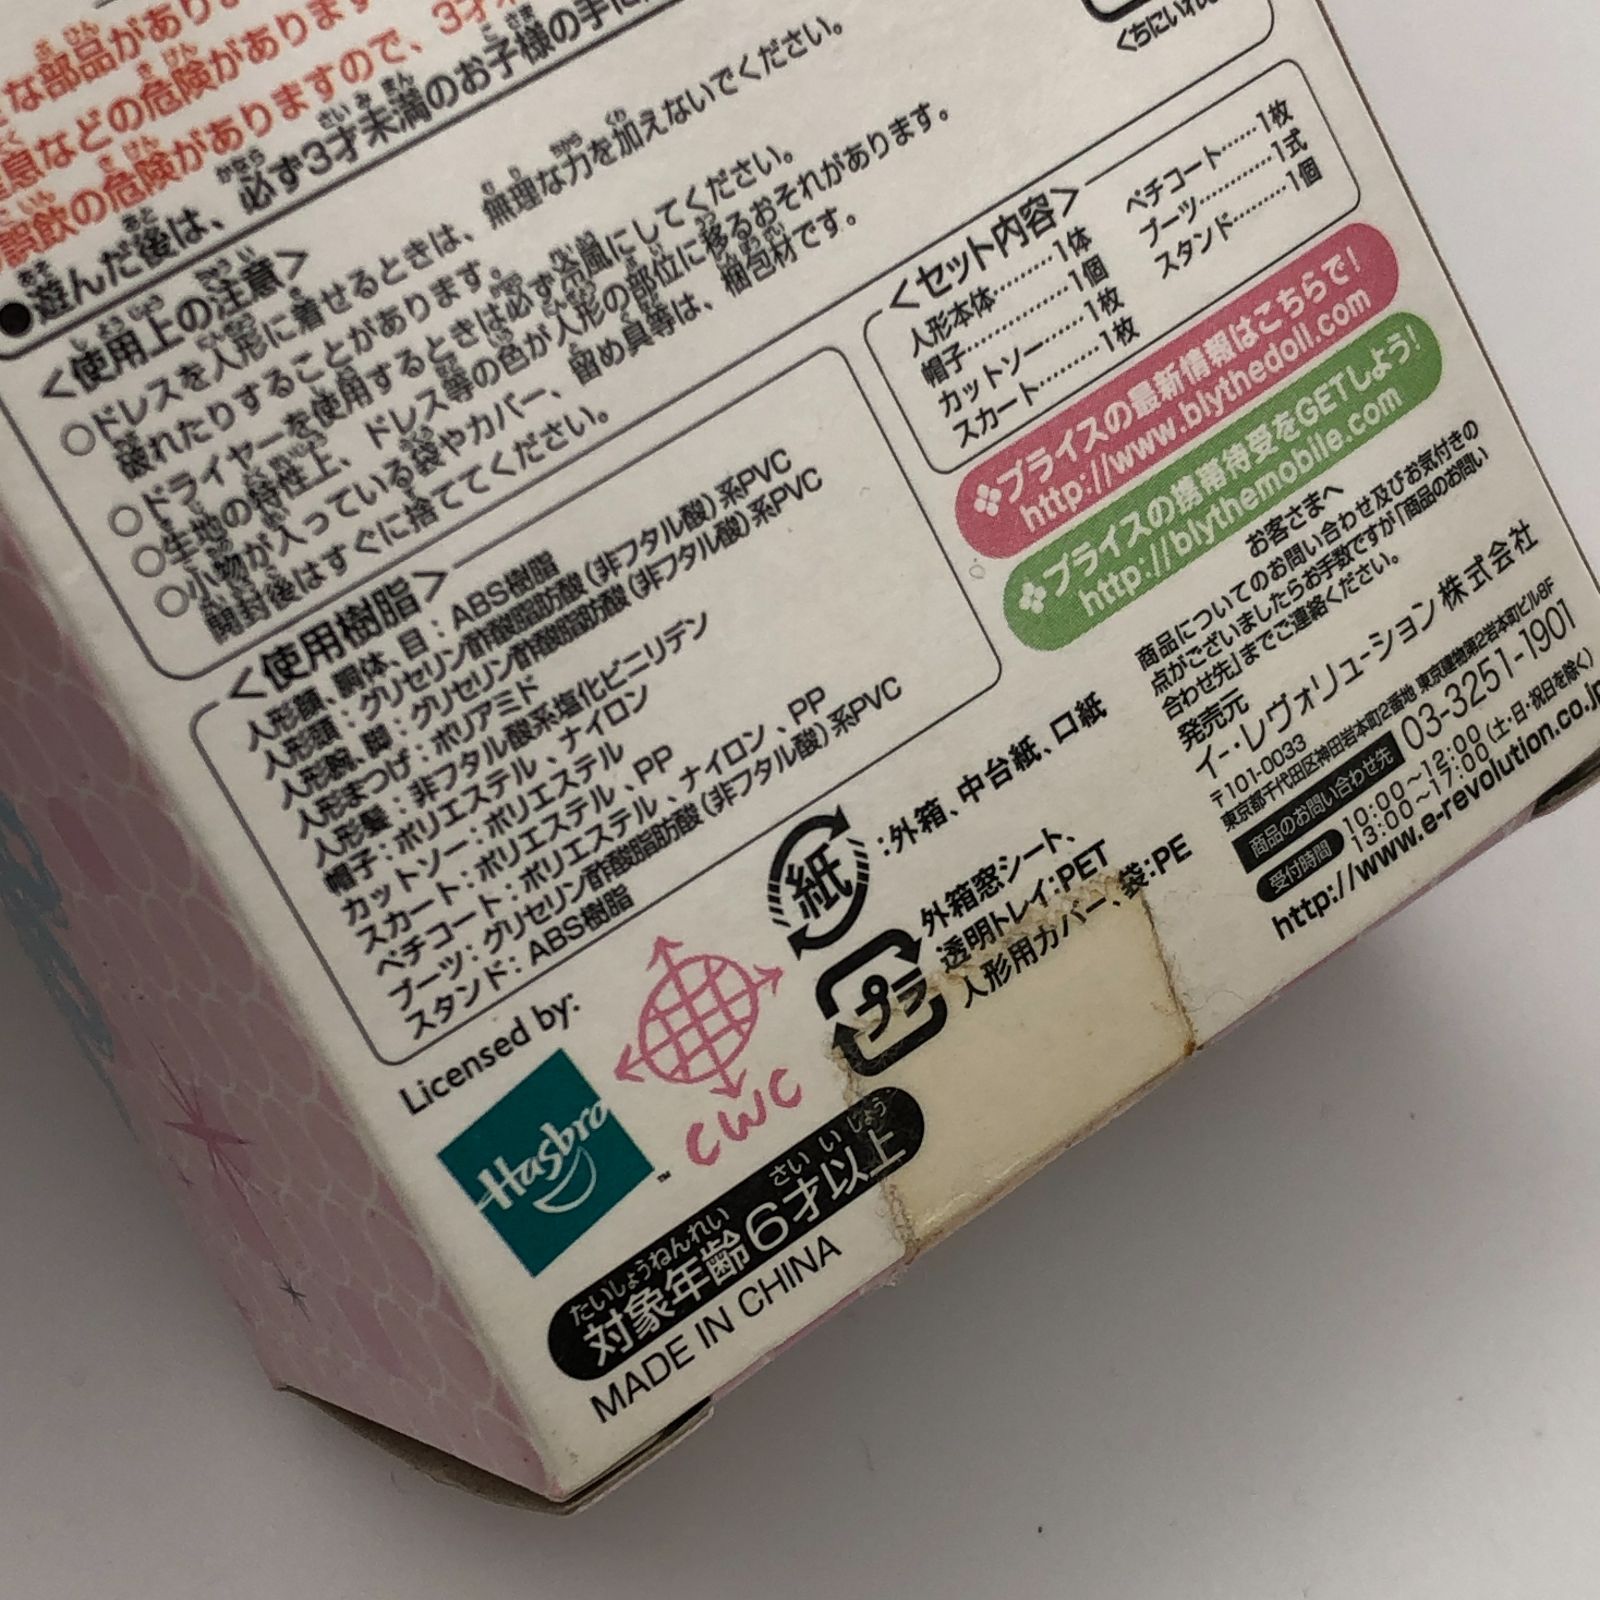 な部品があり
息などの危険があります
誤飲の危険がありますので、3才
●遊んだ後は、必ず3才未満のお子様の手に
くちにいれ
<使用上の注意>
○ドレスを人形に着せるときは、無理な力を加えないでください。
破れたりすることがあります。
○ドライヤーを使用するときは必ず冷風にしてください。
○生地の特性上、ドレス等の色が人形の部位に移るおそれがあります。
○小物が入っている袋やカバー、留め具等は、梱包材です。
開封後はすぐに捨ててください。
<使用樹脂>
人形顔、胴体、目：ABS樹脂
人形頭：グリセリン酢酸脂肪酸(非フタル酸)系PVC
人形腕、脚：グリセリン酢酸脂肪酸(非フタル酸)系PVC
人形まつげ：ポリアミド
人形髪：非フタル酸系塩化ビニリデン
帽子：ポリエステル、ナイロン
カットソー：ポリエステル
スカート：ポリエステル、PP
ペチコート：ポリエステル、ナイロン、PP
ブーツ：グリセリン酢酸脂肪酸(非フタル酸)系PVC
スタンド：ABS樹脂
<セット内容>
人形本体……………1体
帽子…………………1個
カットソー…………1枚
スカート……………1枚
ペチコート……1枚
ブーツ…………1式
スタンド………1個
ブライスの最新情報はこちらで!
http://www.blythedoll.com
ブライスの携帯待受をGETしよう!
http://blythemobile.com
お客さまへ
商品についてのお問い合わせ及びお気付きの
点がございましたらお手数ですが「商品のお問い
合わせ先」までご連絡ください。
発売元
イー・レヴォリューション株式会社
〒101-0033
東京都千代田区神田岩本町2番地 東京建物第2岩本町ビル8F
商品のお問い合わせ先 03-3251-1901
受付時間 10:00〜12:00
13:00〜17:00(土・日・祝日を除く)
http://www.e-revolution.co.jp
紙：外箱、中台紙、口紙
プラ 外箱窓シート、
透明トレイ:PET
人形用カバー、袋:PE
Licensed by:
Hasbro
™
CWC
たいしょうねんれい さいいじょう
対象年齢6才以上
MADE IN CHINA